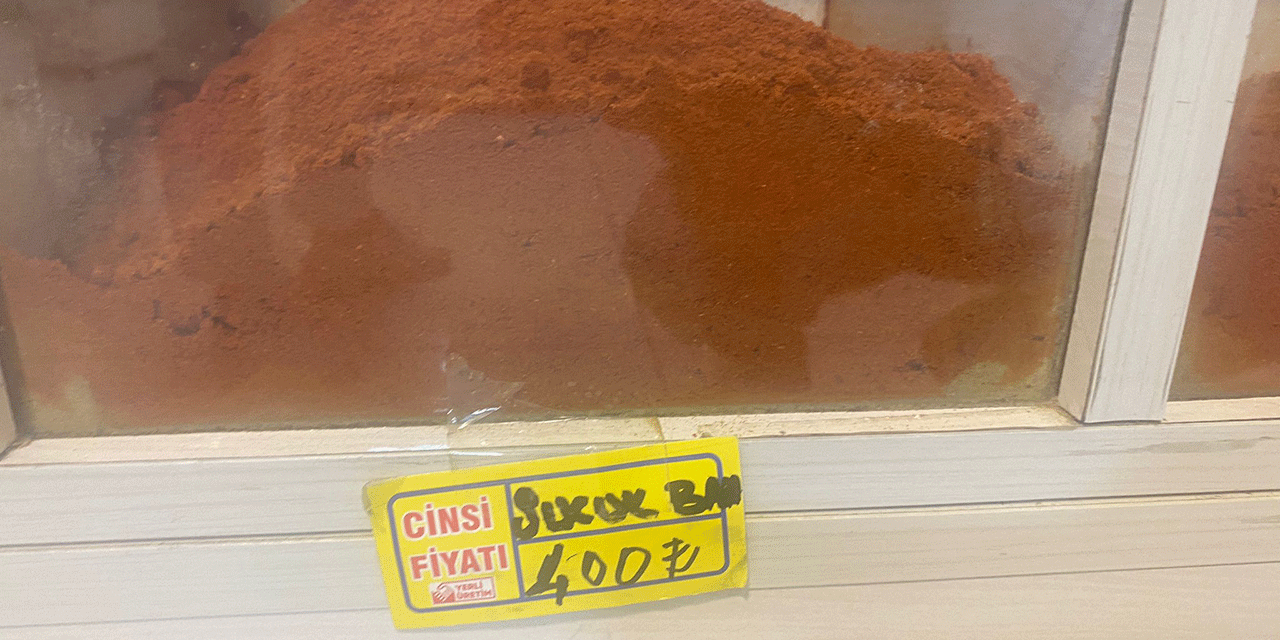 CİNSİ SUCUK BAH
FİYATI 400₺
YERLİ
ÜRETİM